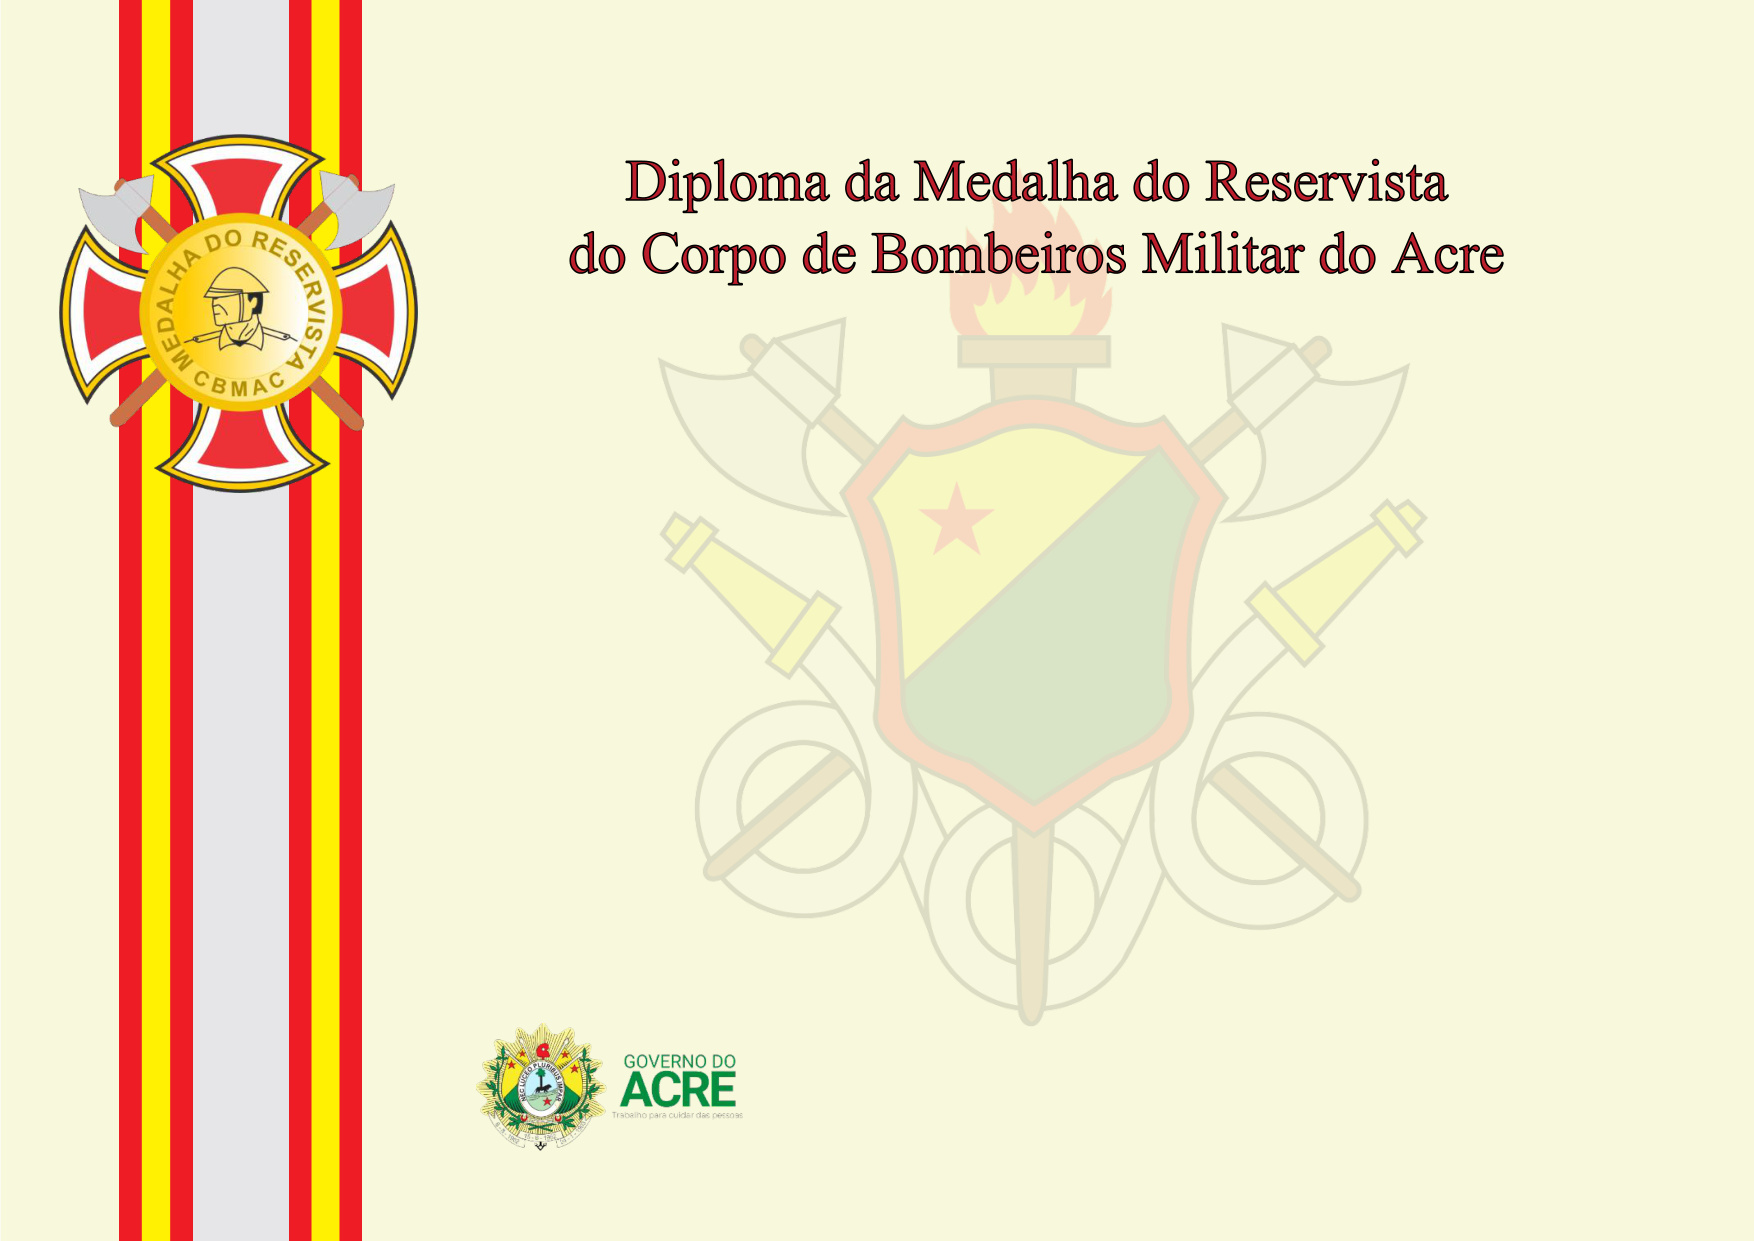 Diploma da Medalha do Reservista
do Corpo de Bombeiros Militar do Acre
MEDALHA DO RESERVISTA
CBMAC
NEC LUCEO PLURIBUS IMPAR
GOVERNO DO
ACRE
Trabalho para cuidar das pessoas